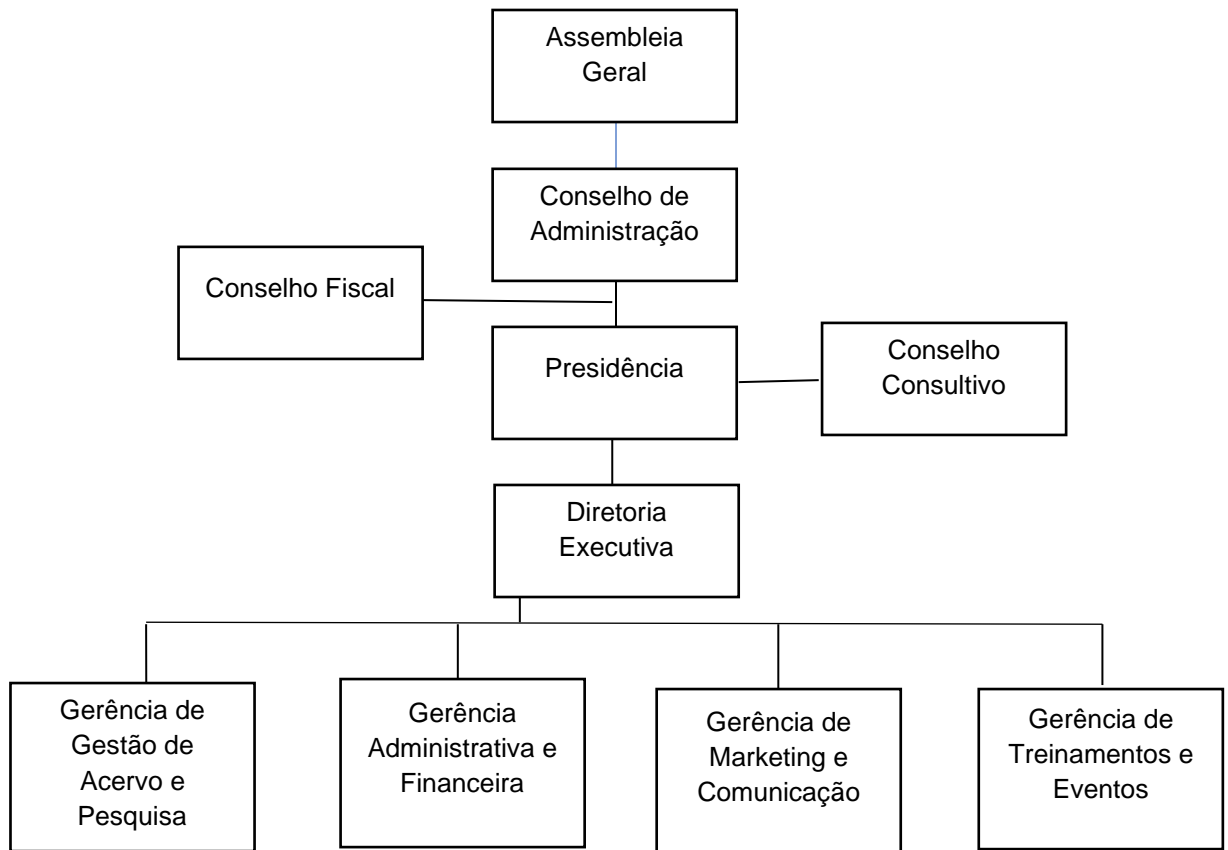 Assembleia
Geral
Conselho de
Administração
Conselho Fiscal
Presidência
Conselho
Consultivo
Diretoria
Executiva
Gerência de
Gestão de
Acervo e
Pesquisa
Gerência
Administrativa e
Financeira
Gerência de
Marketing e
Comunicação
Gerência de
Treinamentos e
Eventos